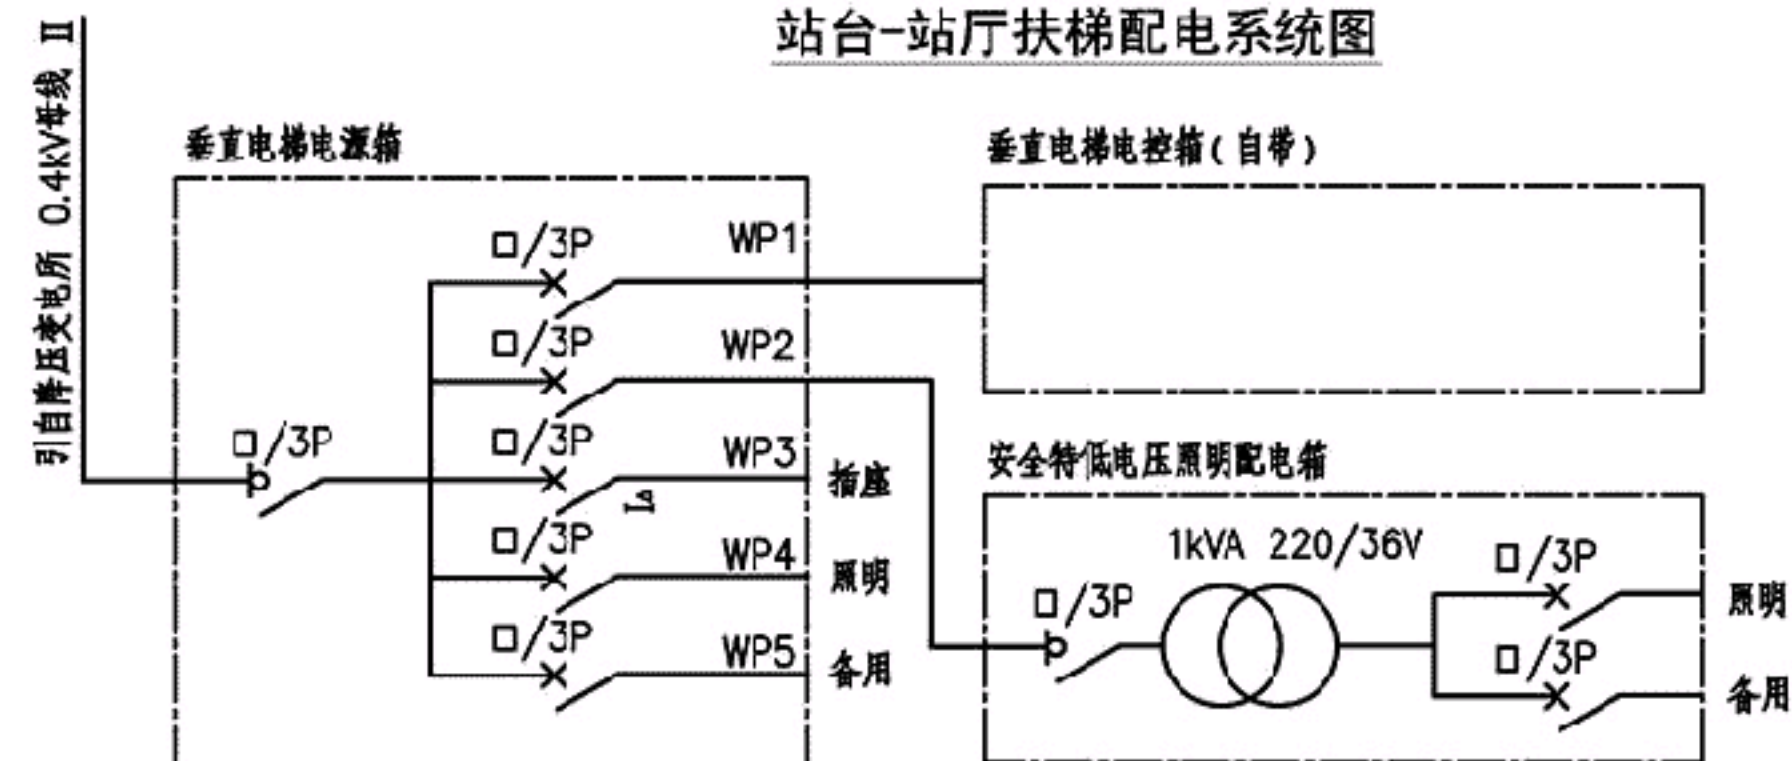 站台-站厅扶梯配电系统图
引自降压变电所 0.4kV母线 II
垂直电梯电源箱
垂直电梯电控箱(自带)
□/3P
WP1
□/3P
WP2
□/3P
□/3P
WP3
插座
安全特低电压照明配电箱
□/3P
WP4
照明
1kVA 220/36V
□/3P
□/3P
照明
□/3P
WP5
备用
□/3P
备用